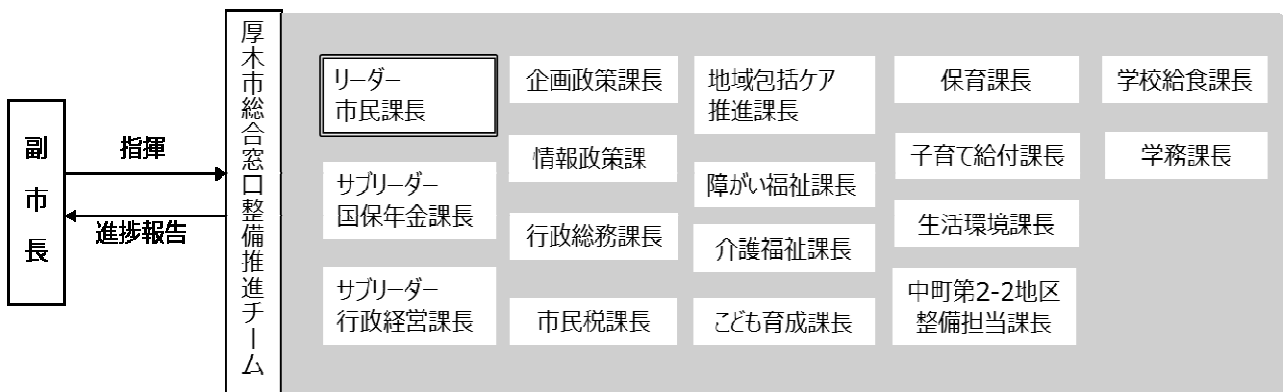 副市長
指揮
進捗報告
厚木市総合窓口整備推進チーム
リーダー
市民課長
サブリーダー
国保年金課長
サブリーダー
行政経営課長
企画政策課長
情報政策課
行政総務課長
市民税課長
地域包括ケア
推進課長
障がい福祉課長
介護福祉課長
こども育成課長
保育課長
子育て給付課長
生活環境課長
中町第2-2地区
整備担当課長
学校給食課長
学務課長